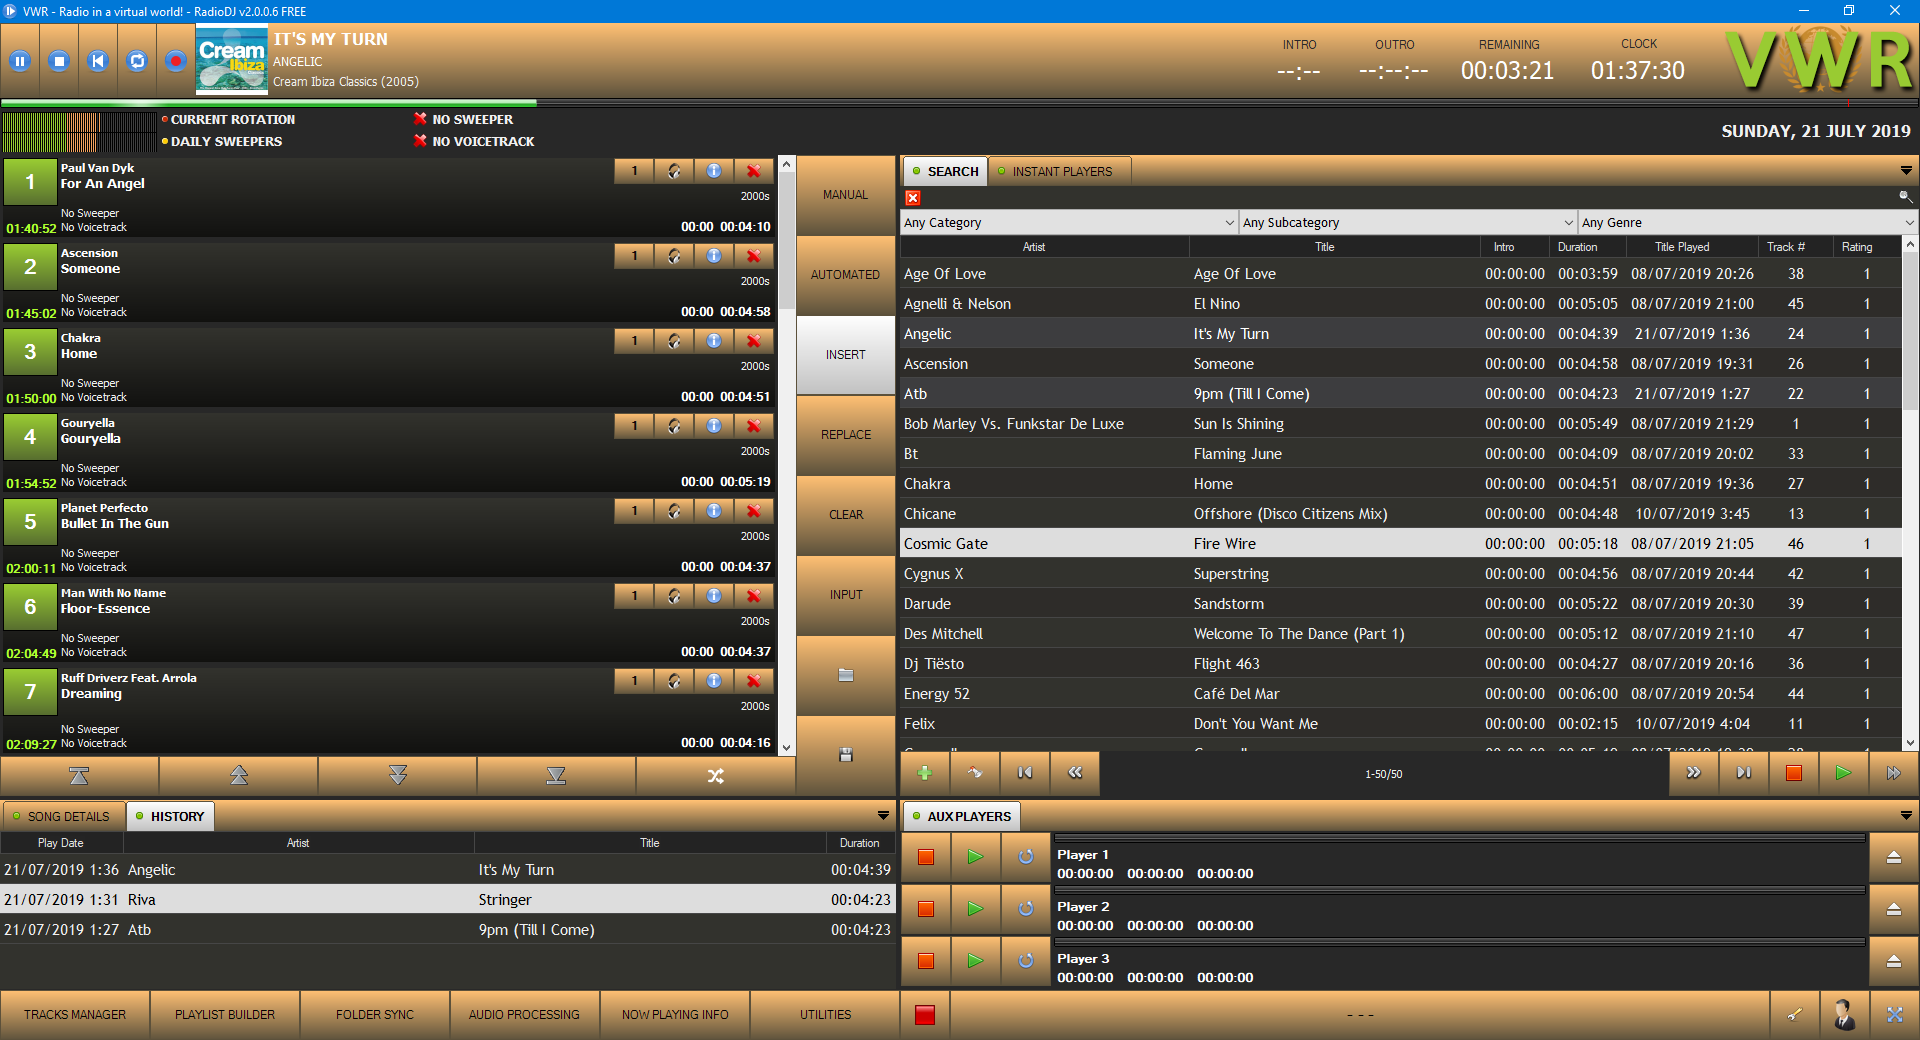 VWR - Radio in a virtual world! - RadioDJ v2.0.0.6 FREE
Cream
Ibiza
IT'S MY TURN
ANGELIC
Cream Ibiza Classics (2005)
INTRO OUTRO REMAINING CLOCK
--:-- --:--:-- 00:03:21 01:37:30
VWR
CURRENT ROTATION NO SWEEPER
DAILY SWEEPERS NO VOICETRACK
SUNDAY, 21 JULY 2019
1 Paul Van Dyk 1
For An Angel
2000s
No Sweeper
01:40:52 No Voicetrack 00:00 00:04:10
2 Ascension 1
Someone
2000s
No Sweeper
01:45:02 No Voicetrack 00:00 00:04:58
3 Chakra 1
Home
2000s
No Sweeper
01:50:00 No Voicetrack 00:00 00:04:51
4 Gouryella 1
Gouryella
2000s
No Sweeper
01:54:52 No Voicetrack 00:00 00:05:19
5 Planet Perfecto 1
Bullet In The Gun
2000s
No Sweeper
02:00:11 No Voicetrack 00:00 00:04:37
6 Man With No Name 1
Floor-Essence
2000s
No Sweeper
02:04:49 No Voicetrack 00:00 00:04:37
7 Ruff Driverz Feat. Arrola 1
Dreaming
2000s
No Sweeper
02:09:27 No Voicetrack 00:00 00:04:16
MANUAL
AUTOMATED
INSERT
REPLACE
CLEAR
INPUT
SEARCH INSTANT PLAYERS
Any Category Any Subcategory Any Genre
Artist Title Intro Duration Title Played Track # Rating
Age Of Love Age Of Love 00:00:00 00:03:59 08/07/2019 20:26 38 1
Agnelli & Nelson El Nino 00:00:00 00:05:05 08/07/2019 21:00 45 1
Angelic It's My Turn 00:00:00 00:04:39 21/07/2019 1:36 24 1
Ascension Someone 00:00:00 00:04:58 08/07/2019 19:31 26 1
Atb 9pm (Till I Come) 00:00:00 00:04:23 21/07/2019 1:27 22 1
Bob Marley Vs. Funkstar De Luxe Sun Is Shining 00:00:00 00:05:49 08/07/2019 21:29 1 1
Bt Flaming June 00:00:00 00:04:09 08/07/2019 20:02 33 1
Chakra Home 00:00:00 00:04:51 08/07/2019 19:36 27 1
Chicane Offshore (Disco Citizens Mix) 00:00:00 00:04:48 10/07/2019 3:45 13 1
Cosmic Gate Fire Wire 00:00:00 00:05:18 08/07/2019 21:05 46 1
Cygnus X Superstring 00:00:00 00:04:56 08/07/2019 20:44 42 1
Darude Sandstorm 00:00:00 00:05:22 08/07/2019 20:30 39 1
Des Mitchell Welcome To The Dance (Part 1) 00:00:00 00:05:12 08/07/2019 21:10 47 1
Dj Tiësto Flight 463 00:00:00 00:04:27 08/07/2019 20:16 36 1
Energy 52 Café Del Mar 00:00:00 00:06:00 08/07/2019 20:54 44 1
Felix Don't You Want Me 00:00:00 00:02:15 10/07/2019 4:04 11 1
1-50/50
SONG DETAILS HISTORY
Play Date Artist Title Duration
21/07/2019 1:36 Angelic It's My Turn 00:04:39
21/07/2019 1:31 Riva Stringer 00:04:23
21/07/2019 1:27 Atb 9pm (Till I Come) 00:04:23
AUX PLAYERS
Player 1
00:00:00 00:00:00 00:00:00
Player 2
00:00:00 00:00:00 00:00:00
Player 3
00:00:00 00:00:00 00:00:00
TRACKS MANAGER PLAYLIST BUILDER FOLDER SYNC AUDIO PROCESSING NOW PLAYING INFO UTILITIES - - -